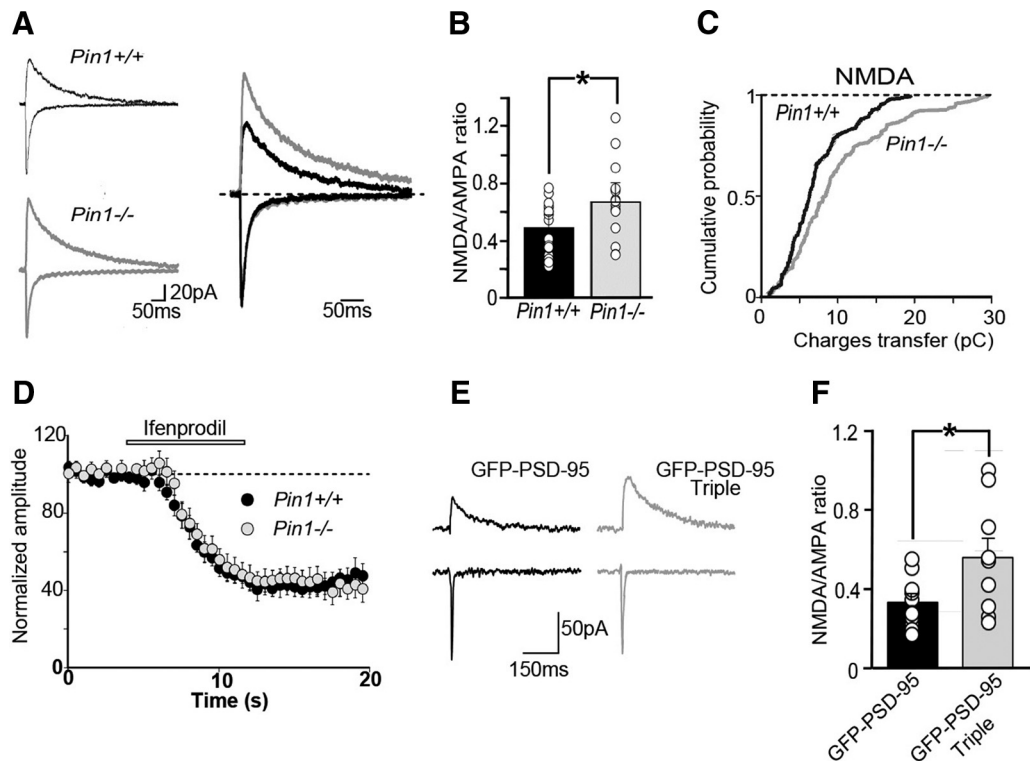 A
Pin1+/+
Pin1-/-
20pA
50ms
50ms
B
*
NMDA/AMPA ratio
1.2
0.8
0.4
0
Pin1+/+ Pin1-/-
C
NMDA
Pin1+/+
Pin1-/-
Cumulative probability
1
0.5
0
0 10 20 30
Charges transfer (pC)
D
Ifenprodil
Normalized amplitude
120
80
40
0
Pin1+/+
Pin1-/-
0 10 20
Time (s)
E
GFP-PSD-95
GFP-PSD-95
Triple
50pA
150ms
F
*
NMDA/AMPA ratio
1.2
0.8
0.4
0
GFP-PSD-95
GFP-PSD-95
Triple